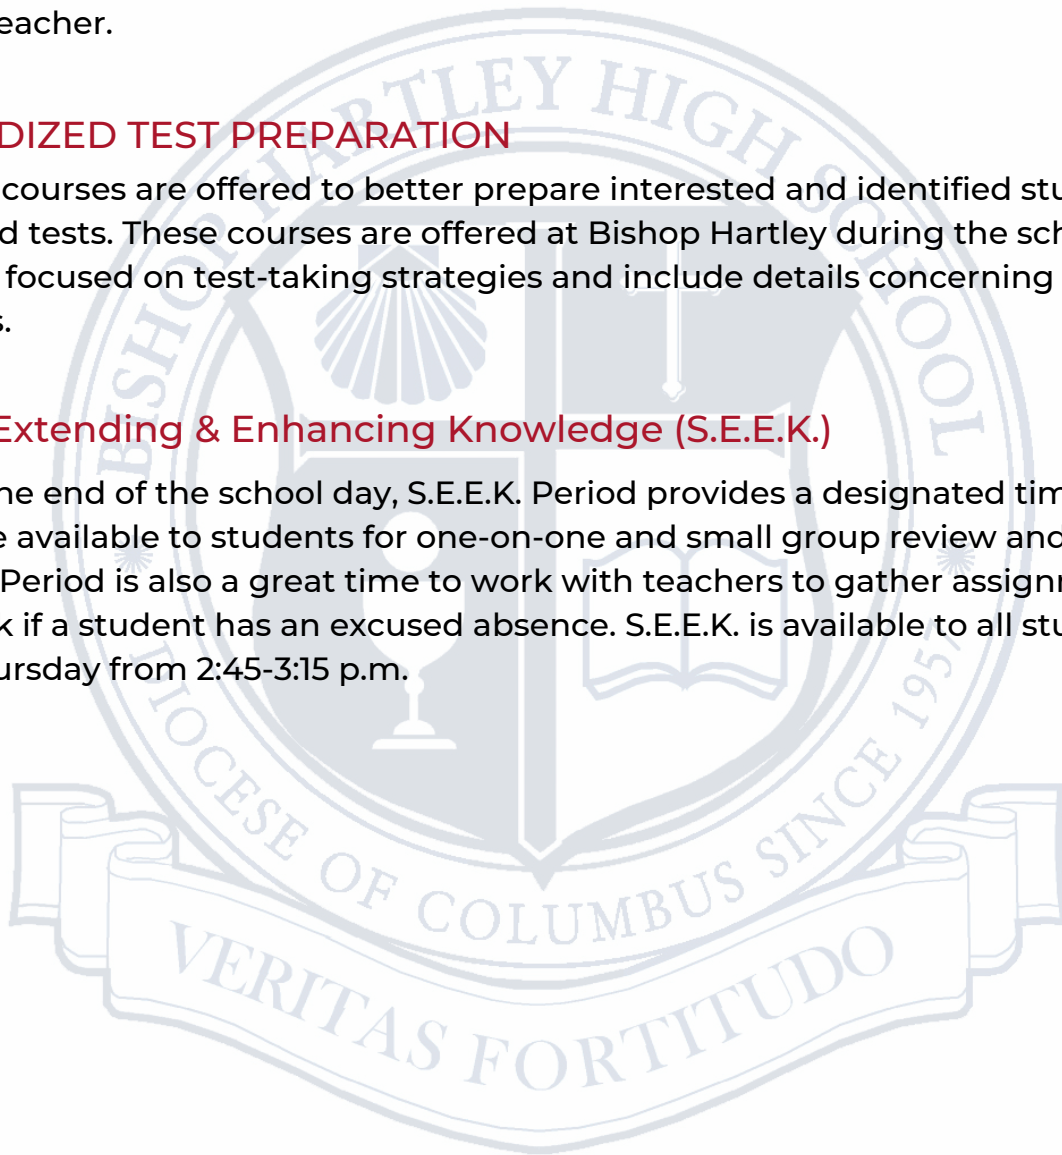 eacher.
DIZED TEST PREPARATION
courses are offered to better prepare interested and identified stu
d tests. These courses are offered at Bishop Hartley during the sch
focused on test-taking strategies and include details concerning
s.
Extending & Enhancing Knowledge (S.E.E.K.)
he end of the school day, S.E.E.K. Period provides a designated tim
e available to students for one-on-one and small group review and
Period is also a great time to work with teachers to gather assignm
k if a student has an excused absence. S.E.E.K. is available to all stu
ursday from 2:45-3:15 p.m.
BISHOP HARTLEY HIGH SCHOOL
DIOCESE OF COLUMBUS SINCE 1957
VERITAS FORTITUDO